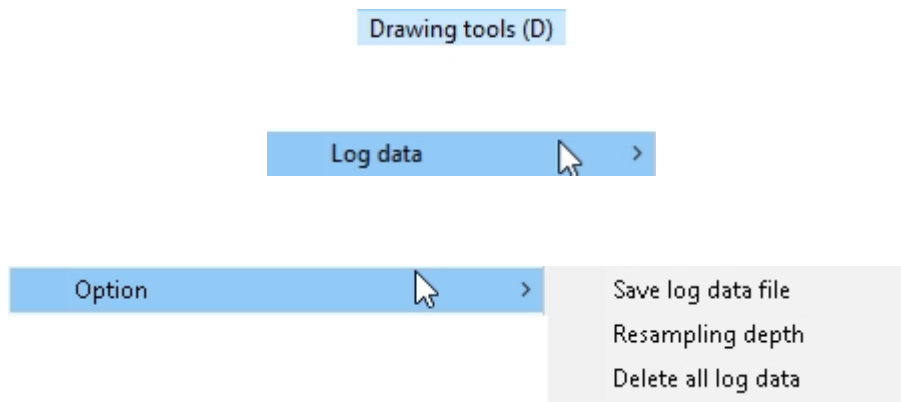 Drawing tools (D)
Log data >
Option > Save log data file
Resampling depth
Delete all log data